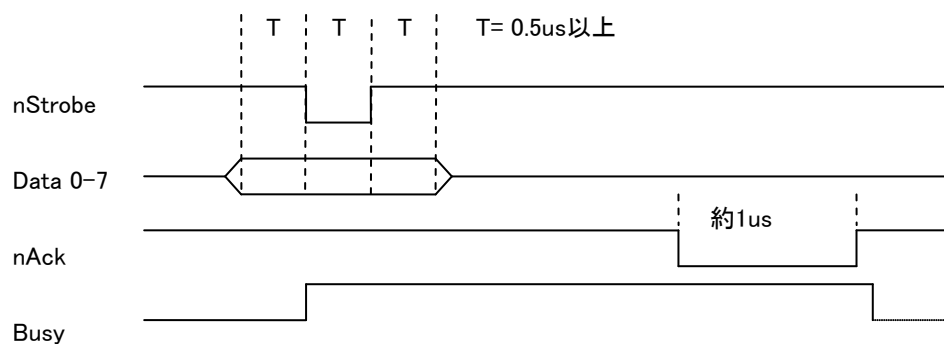 T T T T= 0.5us以上
nStrobe
Data 0-7
約1us
nAck
Busy